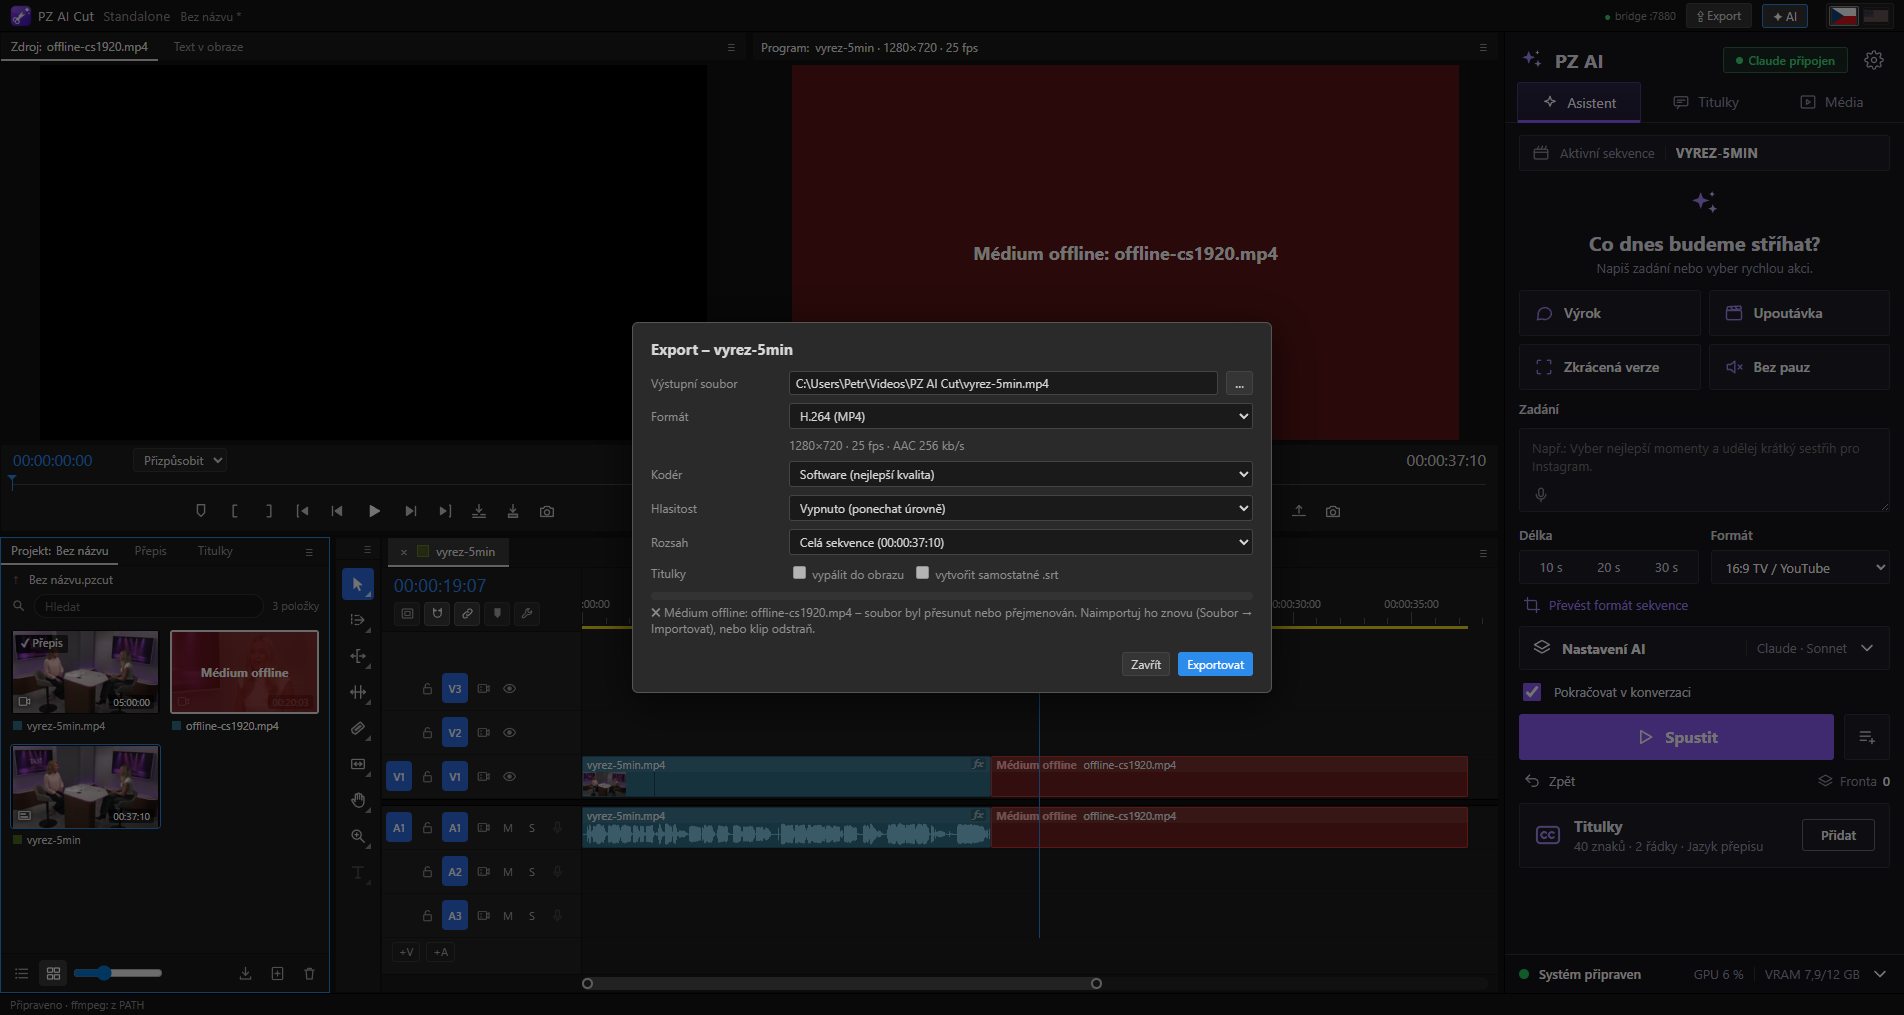 PZ AI Cut Standalone Bez názvu *
bridge :7880
Export
AI
Zdroj: offline-cs1920.mp4
Text v obraze
Program: vyrez-5min · 1280×720 · 25 fps
Médium offline: offline-cs1920.mp4
00:00:00:00
Přizpůsobit
00:00:37:10
Export – vyrez-5min
Výstupní soubor
C:\Users\Petr\Videos\PZ AI Cut\vyrez-5min.mp4
...
Formát
H.264 (MP4)
1280×720 · 25 fps · AAC 256 kb/s
Kodér
Software (nejlepší kvalita)
Hlasitost
Vypnuto (ponechat úrovně)
Rozsah
Celá sekvence (00:00:37:10)
Titulky
vypálit do obrazu
vytvořit samostatné .srt
✕ Médium offline: offline-cs1920.mp4 – soubor byl přesunut nebo přejmenován. Naimportuj ho znovu (Soubor →
Importovat), nebo klip odstraň.
Zavřít
Exportovat
Projekt: Bez názvu
Přepis
Titulky
↑ Bez názvu.pzcut
Hledat
3 položky
✓ Přepis
05:00:00
vyrez-5min.mp4
Médium offline
00:20:03
offline-cs1920.mp4
00:37:10
vyrez-5min
× vyrez-5min
00:00:19:07
:00:00
00:00:30:00
00:00:35:00
V3
V2
V1
V1
A1
A1
M
S
A2
M
S
A3
M
S
+V
+A
vyrez-5min.mp4
fx
Médium offline offline-cs1920.mp4
vyrez-5min.mp4
fx
Médium offline offline-cs1920.mp4
Připraveno · ffmpeg: z PATH
PZ AI
Claude připojen
Asistent
Titulky
Média
Aktivní sekvence
VYREZ-5MIN
Co dnes budeme stříhat?
Napiš zadání nebo vyber rychlou akci.
Výrok
Upoutávka
Zkrácená verze
Bez pauz
Zadání
Např.: Vyber nejlepší momenty a udělej krátký sestřih pro
Instagram.
Délka
Formát
10 s
20 s
30 s
16:9 TV / YouTube
Převést formát sekvence
Nastavení AI
Claude · Sonnet
Pokračovat v konverzaci
Spustit
Zpět
Fronta 0
CC
Titulky
40 znaků · 2 řádky · Jazyk přepisu
Přidat
Systém připraven
GPU 6 %
VRAM 7,9/12 GB